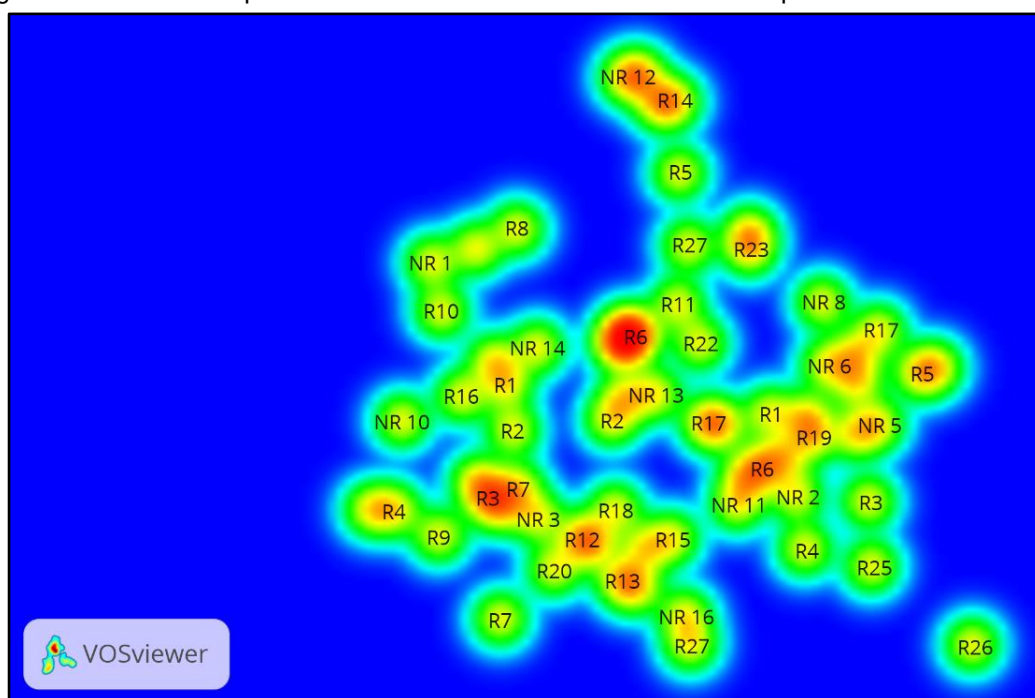 NR 12
R14
R5
R8
R27
R23
NR 1
R10
R11
NR 8
R17
R6
R22
NR 14
R1
NR 6
R5
R16
NR 13
R2
NR 10
R2
R17
R1
R19
NR 5
R6
R3
R7
NR 2
NR 11
R3
R4
R18
NR 3
R9
R12
R15
R4
R20
R13
R25
R7
NR 16
R27
R26
VOSviewer